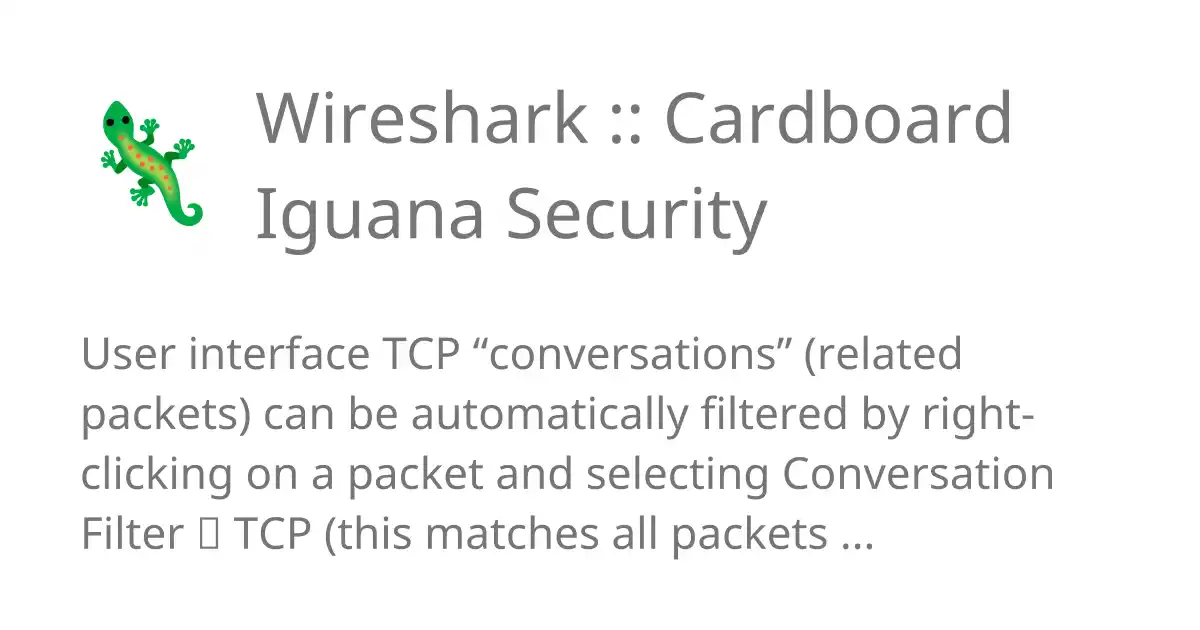 Wireshark :: Cardboard
Iguana Security
User interface TCP “conversations” (related
packets) can be automatically filtered by right-
clicking on a packet and selecting Conversation
Filter ▯ TCP (this matches all packets ...